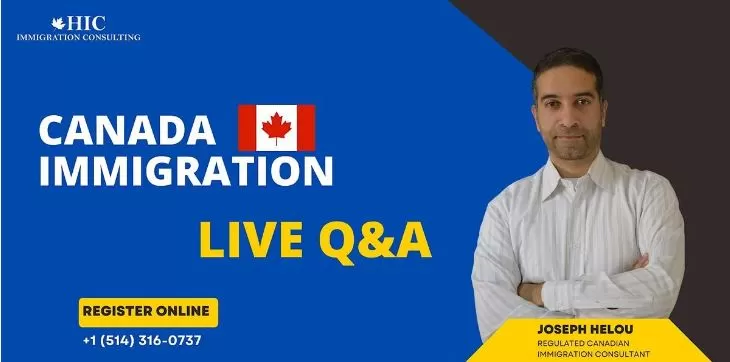 HIC
IMMIGRATION CONSULTING
CANADA
IMMIGRATION
LIVE Q&A
REGISTER ONLINE
+1 (514) 316-0737
JOSEPH HELOU
REGULATED CANADIAN
IMMIGRATION CONSULTANT